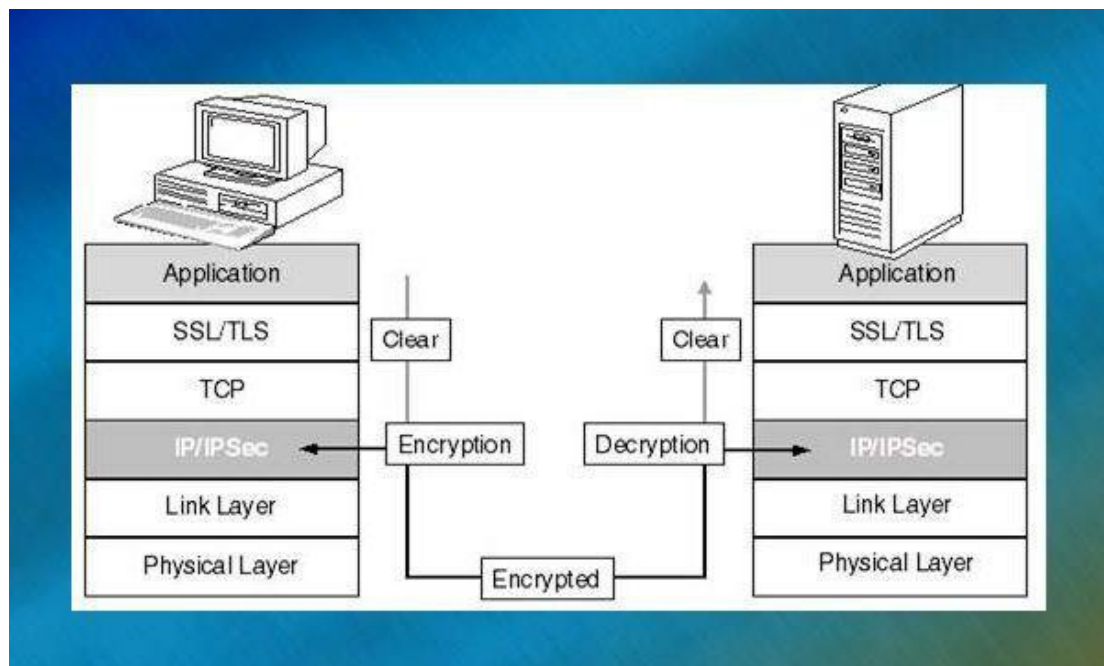 Application
SSL/TLS
TCP
IP/IPSec
Link Layer
Physical Layer
Clear
Encryption
Encrypted
Clear
Decryption
Application
SSL/TLS
TCP
IP/IPSec
Link Layer
Physical Layer